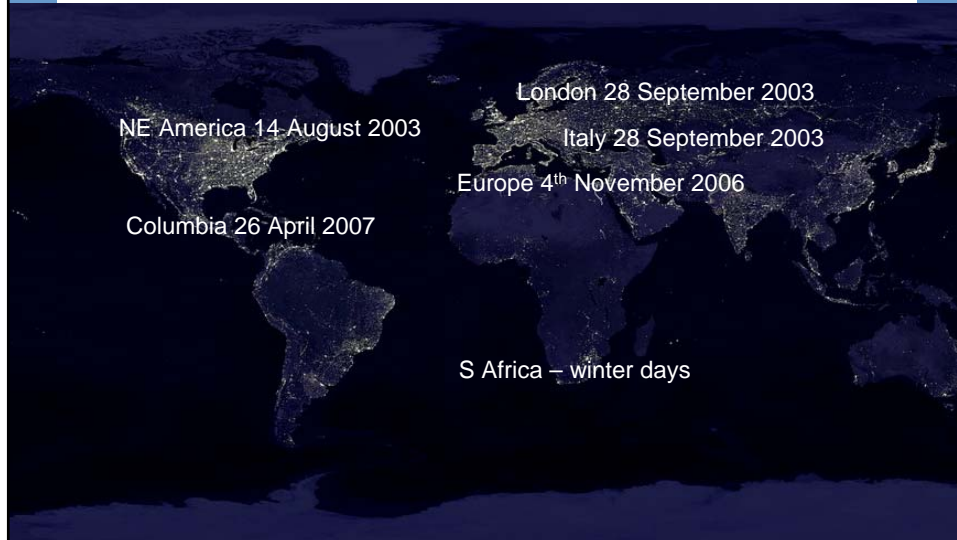 London 28 September 2003
NE America 14 August 2003
Italy 28 September 2003
Europe 4th November 2006
Columbia 26 April 2007
S Africa – winter days